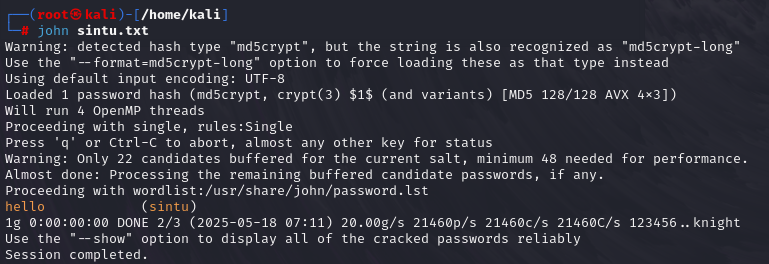 ┌──(root㉿kali)-[/home/kali]
└─# john sintu.txt
Warning: detected hash type "md5crypt", but the string is also recognized as "md5crypt-long"
Use the "--format=md5crypt-long" option to force loading these as that type instead
Using default input encoding: UTF-8
Loaded 1 password hash (md5crypt, crypt(3) $1$ (and variants) [MD5 128/128 AVX 4×3])
Will run 4 OpenMP threads
Proceeding with single, rules:Single
Press 'q' or Ctrl-C to abort, almost any other key for status
Warning: Only 22 candidates buffered for the current salt, minimum 48 needed for performance.
Almost done: Processing the remaining buffered candidate passwords, if any.
Proceeding with wordlist:/usr/share/john/password.lst
hello            (sintu)
1g 0:00:00:00 DONE 2/3 (2025-05-18 07:11) 20.00g/s 21460p/s 21460c/s 21460C/s 123456..knight
Use the "--show" option to display all of the cracked passwords reliably
Session completed.